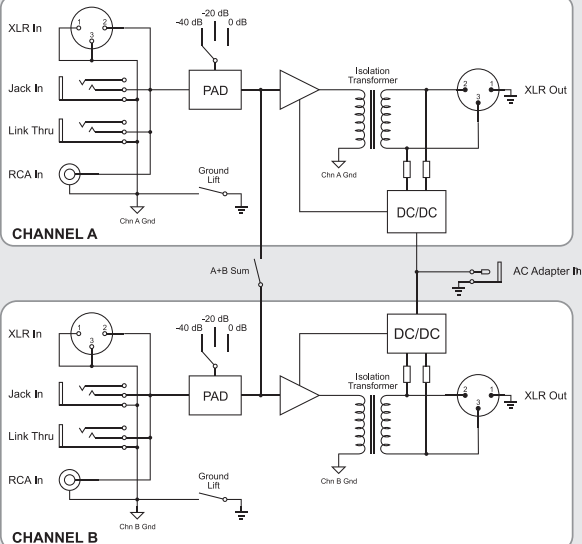 XLR In
1
2
3
-20 dB
-40 dB
0 dB
Jack In
PAD
Isolation
Transformer
2
1
3
XLR Out
Link Thru
RCA In
Ground
Lift
Chn A Gnd
Chn A Gnd
DC/DC
CHANNEL A
A+B Sum
AC Adapter In
XLR In
1
2
3
-20 dB
-40 dB
0 dB
DC/DC
Jack In
PAD
Isolation
Transformer
2
1
3
XLR Out
Link Thru
RCA In
Ground
Lift
Chn B Gnd
Chn B Gnd
CHANNEL B